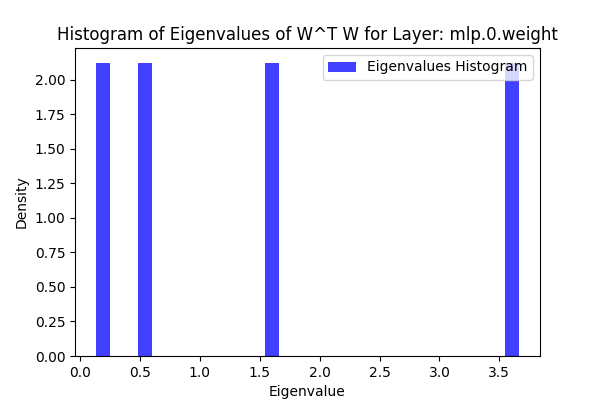 Histogram of Eigenvalues of W^T W for Layer: mlp.0.weight
Eigenvalues Histogram
2.00
1.75
1.50
1.25
1.00
0.75
0.50
0.25
0.00
Density
0.0 0.5 1.0 1.5 2.0 2.5 3.0 3.5
Eigenvalue